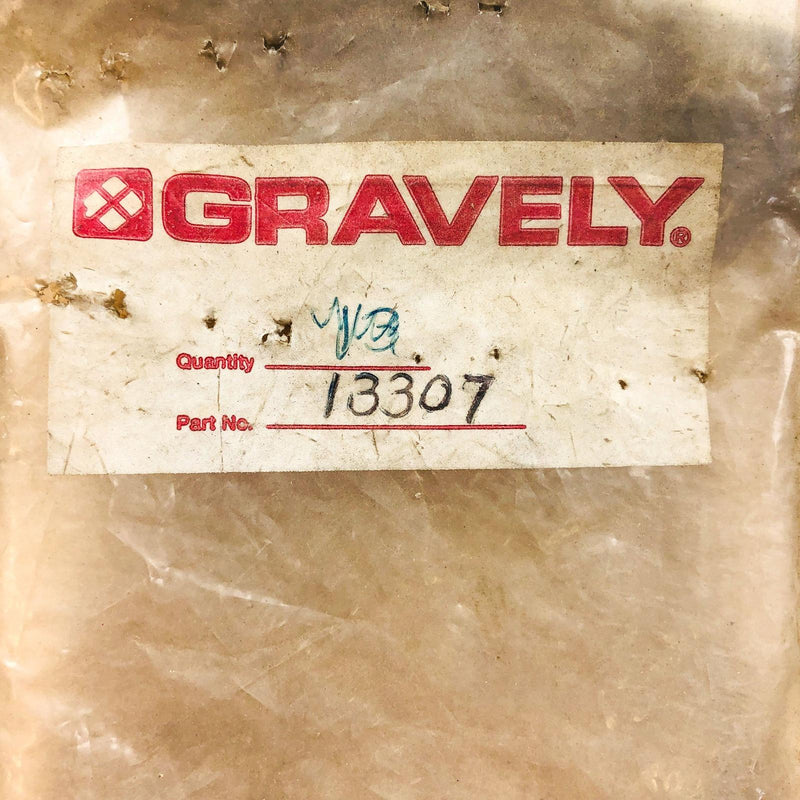 GRAVELY®
Quantity
Part No. 13307